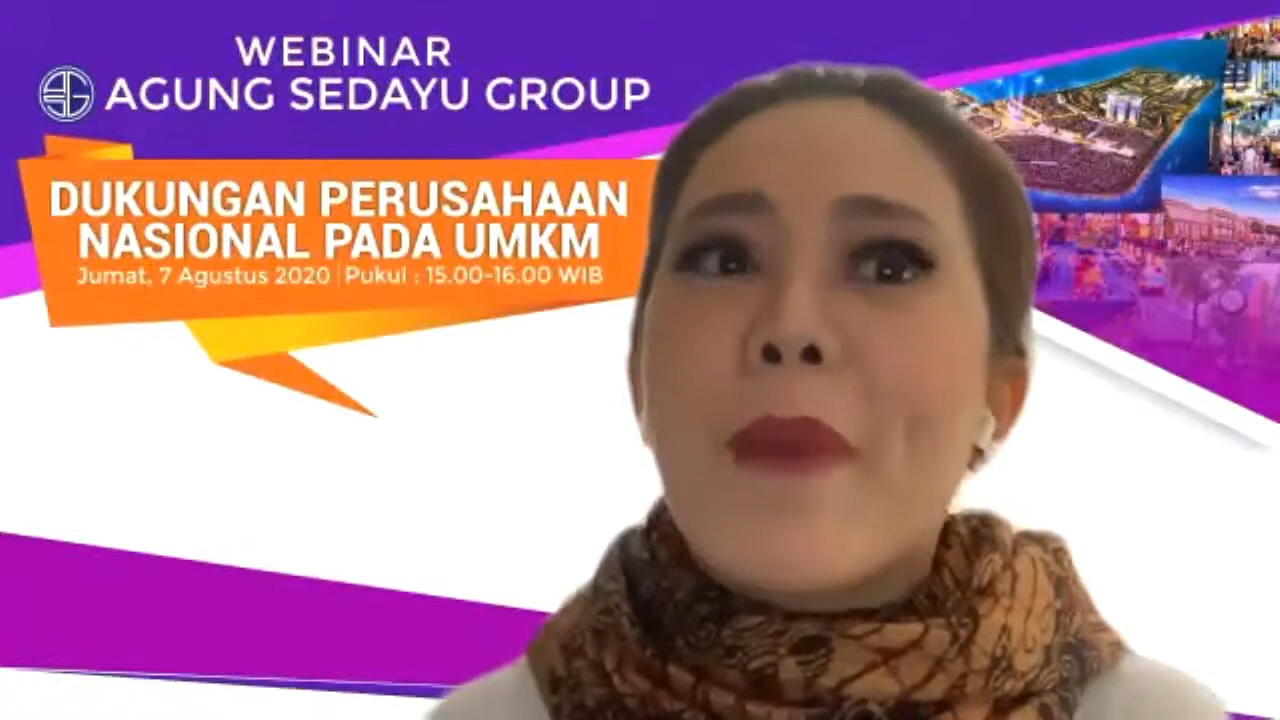 WEBINAR
AGUNG SEDAYU GROUP
DUKUNGAN PERUSAHAAN
NASIONAL PADA UMKM
Jumat, 7 Agustus 2020 | Pukul : 15.00-16.00 WIB